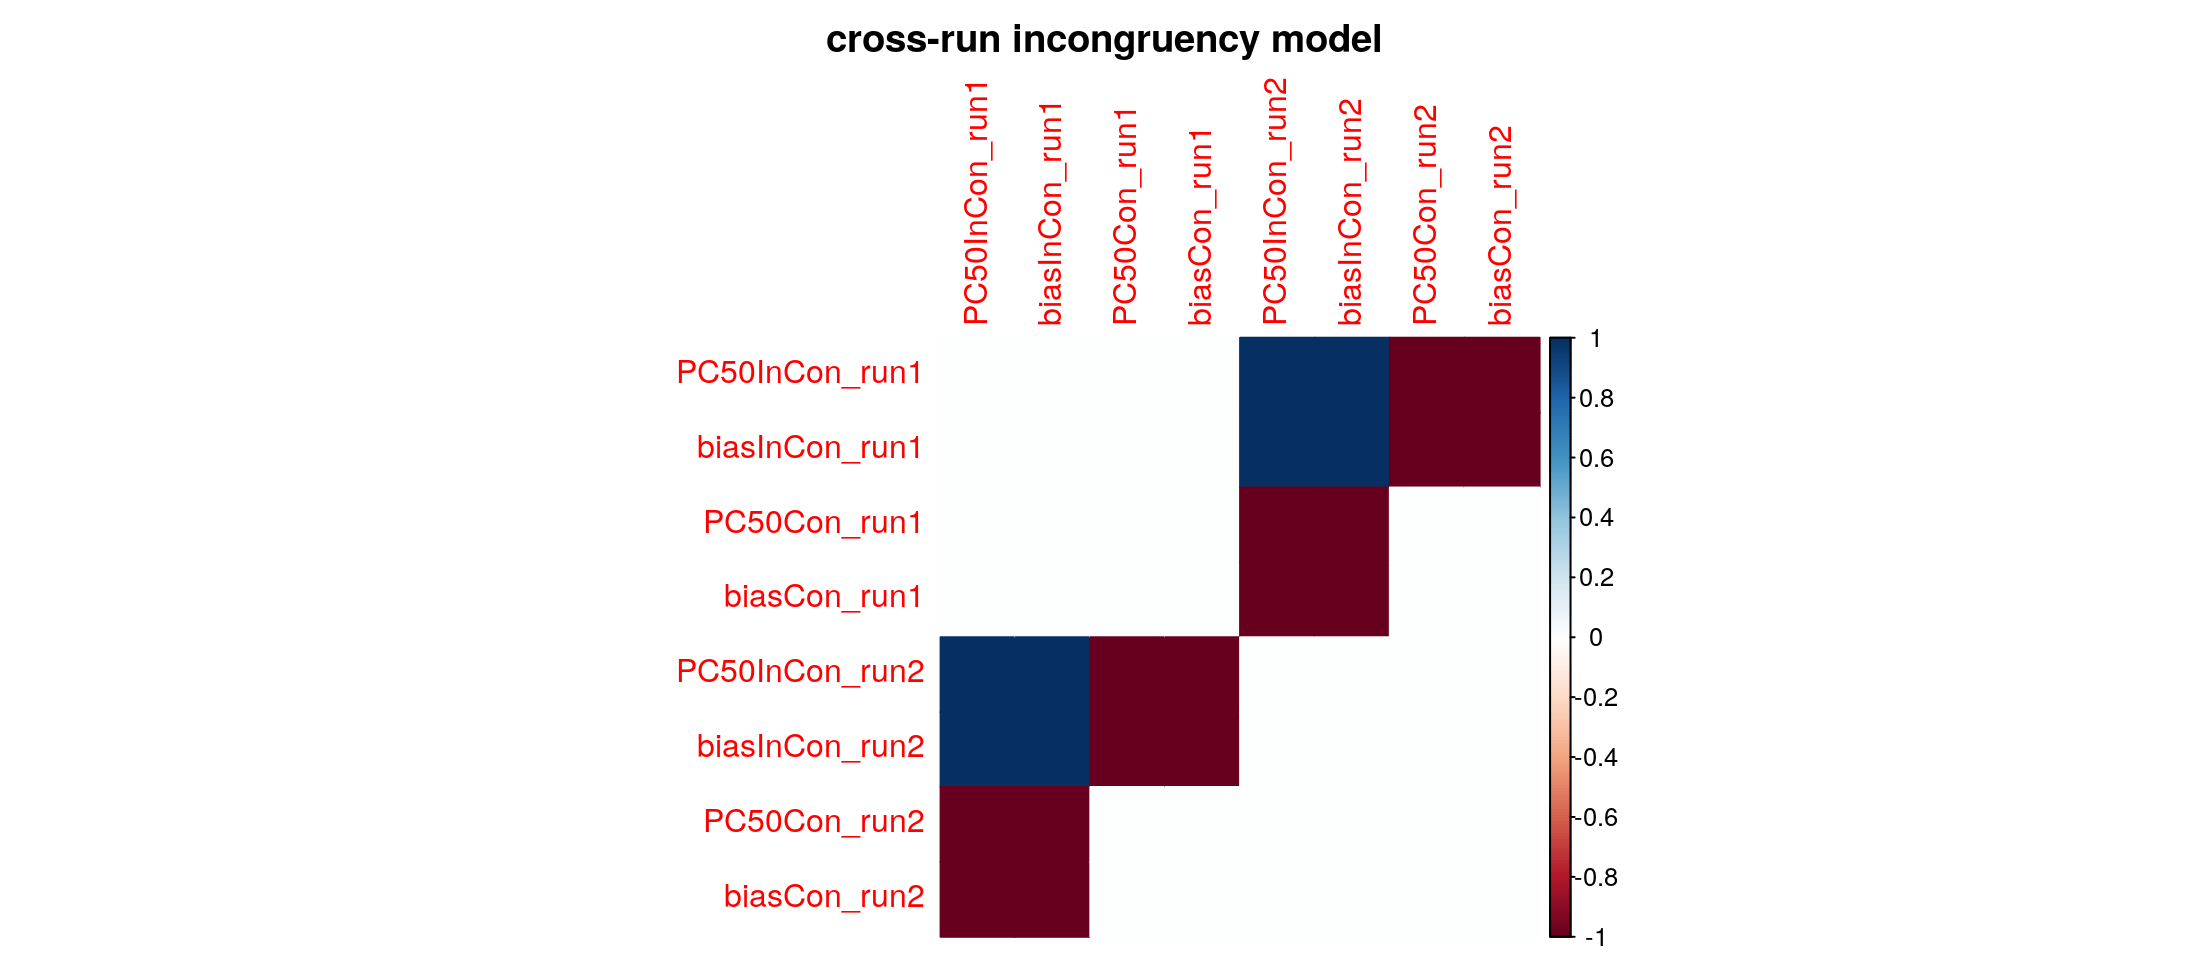 cross-run incongruency model
PC50InCon_run1
biasInCon_run1
PC50Con_run1
biasCon_run1
PC50InCon_run2
biasInCon_run2
PC50Con_run2
biasCon_run2
PC50InCon_run1
biasInCon_run1
PC50Con_run1
biasCon_run1
PC50InCon_run2
biasInCon_run2
PC50Con_run2
biasCon_run2
1
0.8
0.6
0.4
0.2
0
-0.2
-0.4
-0.6
-0.8
-1